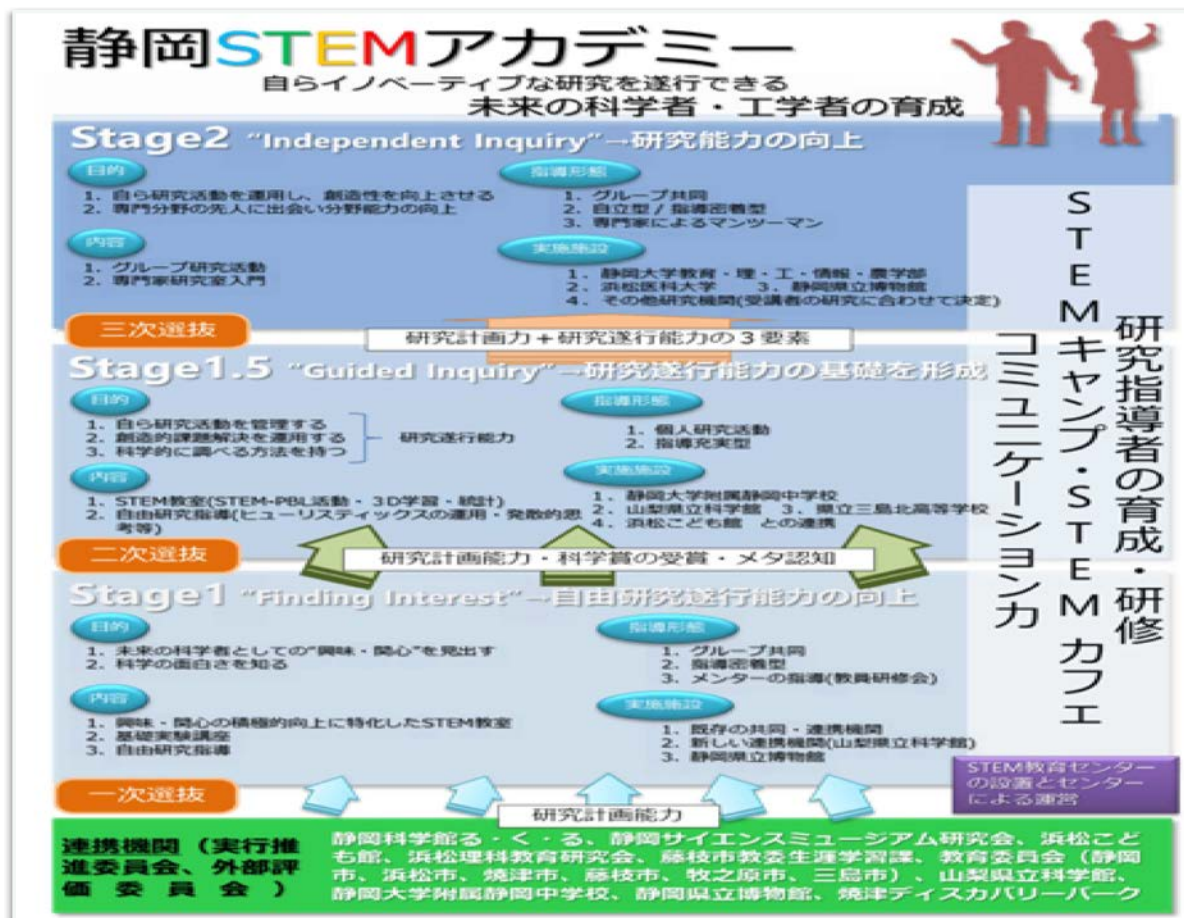 静岡STEMアカデミー
自らイノベーティブな研究を遂行できる
未来の科学者・工学者の育成
Stage2 “Independent Inquiry”→研究能力の向上
目的
1. 自ら研究活動を運用し、創造性を向上させる
2. 専門分野の先人に出会い分野能力の向上
指導形態
1. グループ共同
2. 自立型 / 指導密着型
3. 専門家によるマンツーマン
内容
1. グループ研究活動
2. 専門家研究室入門
実施施設
1. 静岡大学教育・理・工・情報・農学部
2. 浜松医科大学 3. 静岡県立博物館
4. その他研究機関(受講者の研究に合わせて決定)
三次選抜
研究計画力+研究遂行能力の3要素
Stage1.5 “Guided Inquiry”→研究遂行能力の基礎を形成
目的
1. 自ら研究活動を管理する
2. 創造的課題解決を運用する
3. 科学的に調べる方法を持つ
研究遂行能力
指導形態
1. 個人研究活動
2. 指導充実型
内容
1. STEM教室(STEM-PBL活動・3D学習・統計)
2. 自由研究指導(ヒューリスティックスの運用・発散的思
考等)
実施施設
1. 静岡大学附属静岡中学校
2. 山梨県立科学館 3. 県立三島北高等学校
4. 浜松こども館 との連携
二次選抜
研究計画能力・科学賞の受賞・メタ認知
Stage1 “Finding Interest”→自由研究遂行能力の向上
目的
1. 未来の科学者としての“興味・関心”を見出す
2. 科学の面白さを知る
指導形態
1. グループ共同
2. 指導密着型
3. メンターの指導(教員研修会)
内容
1. 興味・関心の積極的向上に特化したSTEM教室
2. 基礎実験講座
3. 自由研究指導
実施施設
1. 既存の共同・連携機関
2. 新しい連携機関(山梨県立科学館)
3. 静岡県立博物館
一次選抜
研究計画能力
研究指導者の育成・研修
STEMキャンプ・STEMカフェ
コミュニケーション力
STEM教育センター
の設置とセンター
による運営
連携機関(実行推
進委員会、外部評
価委員会)
静岡科学館る・く・る、静岡サイエンスミュージアム研究会、浜松こど
も館、浜松理科教育研究会、藤枝市教委生涯学習課、教育委員会(静岡
市、浜松市、焼津市、藤枝市、牧之原市、三島市)、山梨県立科学館、
静岡大学附属静岡中学校、静岡県立博物館、焼津ディスカバリーパーク